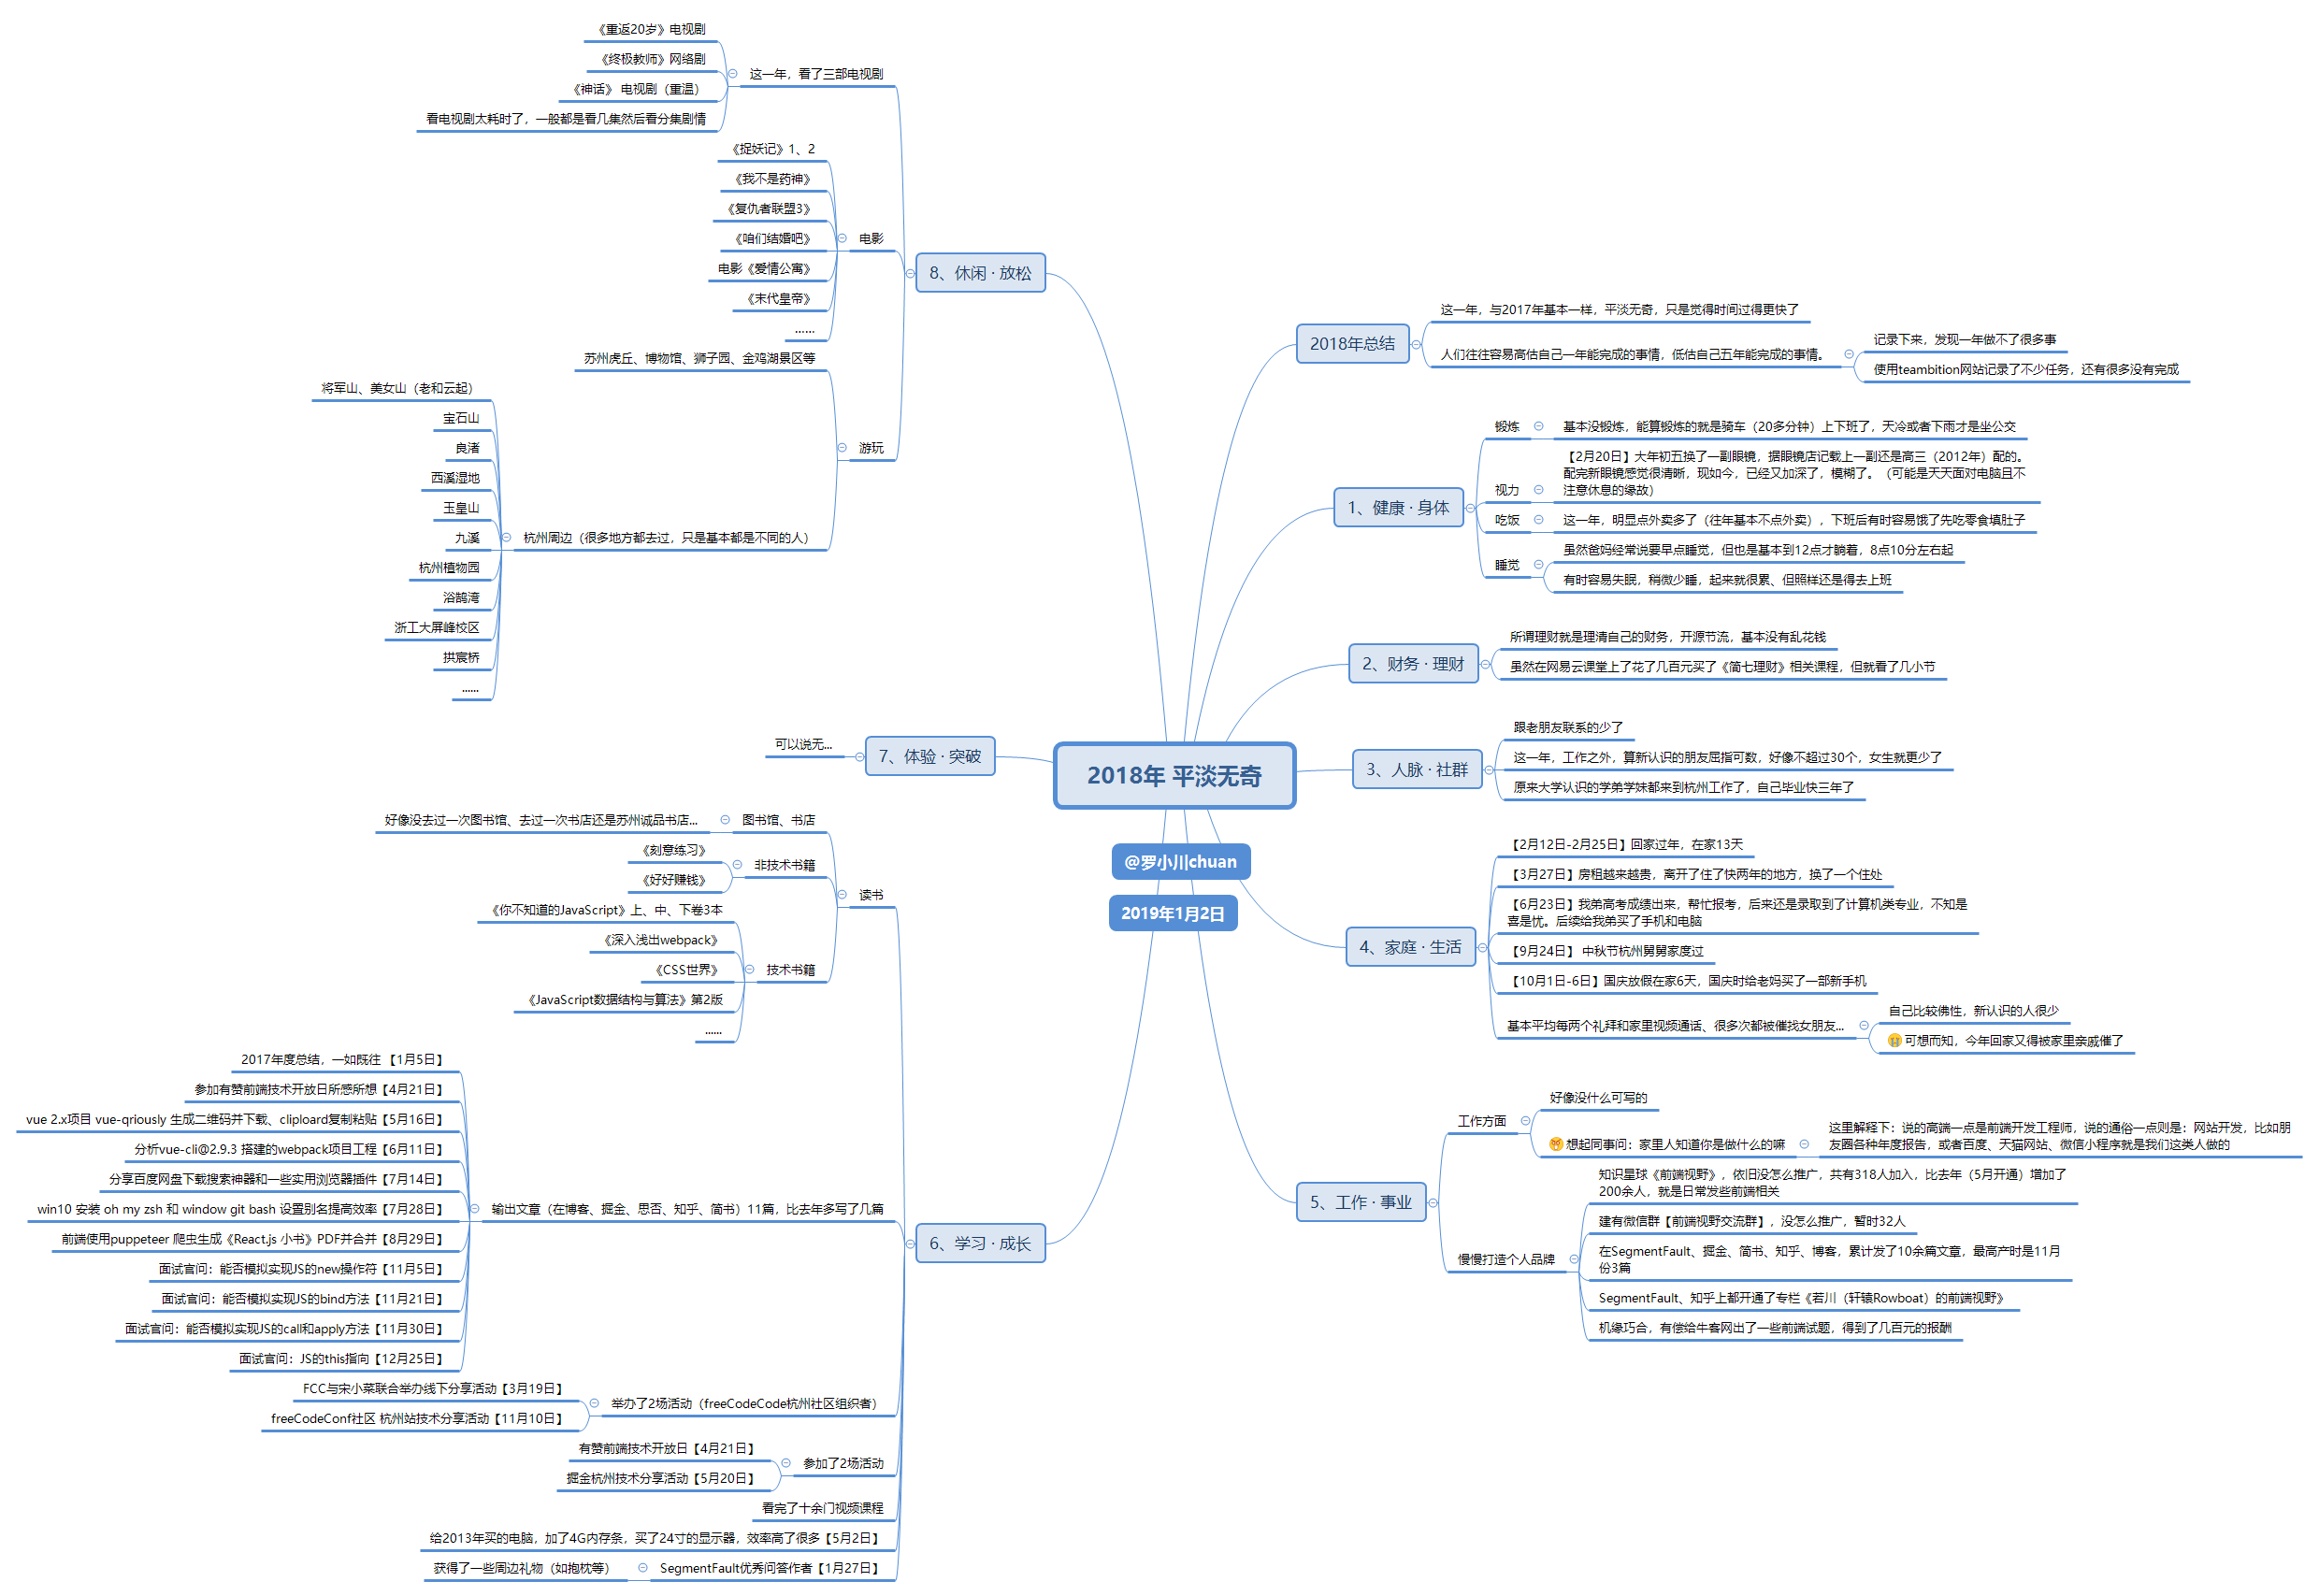 2018年 平淡无奇
@罗小川chuan
2019年1月2日
2018年总结
这一年，与2017年基本一样，平淡无奇，只是觉得时间过得更快了
人们往往容易高估自己一年能完成的事情，低估自己五年能完成的事情。
记录下来，发现一年做不了很多事
使用teambition网站记录了不少任务，还有很多没有完成
1、健康 · 身体
锻炼
基本没锻炼，能算锻炼的就是骑车（20多分钟）上下班了，天冷或者下雨才是坐公交
视力
【2月20日】大年初五换了一副眼镜，据眼镜店记载上一副还是高三（2012年）配的。
配完新眼镜感觉很清晰，现如今，已经又加深了，模糊了。（可能是天天面对电脑且不
注意休息的缘故）
吃饭
这一年，明显点外卖多了（往年基本不点外卖），下班后有时容易饿了先吃零食填肚子
睡觉
虽然爸妈经常说要早点睡觉，但也是基本到12点才躺着，8点10分左右起
有时容易失眠，稍微少睡，起来就很累、但照样还是得去上班
2、财务 · 理财
所谓理财就是理清自己的财务，开源节流，基本没有乱花钱
虽然在网易云课堂上了花了几百元买了《简七理财》相关课程，但就看了几小节
3、人脉 · 社群
跟老朋友联系的少了
这一年，工作之外，算新认识的朋友屈指可数，好像不超过30个，女生就更少了
原来大学认识的学弟学妹都来到杭州工作了，自己毕业快三年了
4、家庭 · 生活
【2月12日-2月25日】回家过年，在家13天
【3月27日】房租越来越贵，离开了住了快两年的地方，换了一个住处
【6月23日】我弟高考成绩出来，帮忙报考，后来还是录取到了计算机类专业，不知是
喜是忧。后续给我弟买了手机和电脑
【9月24日】 中秋节杭州舅舅家度过
【10月1日-6日】国庆放假在家6天，国庆时给老妈买了一部新手机
基本平均每两个礼拜和家里视频通话、很多次都被催找女朋友...
自己比较佛性，新认识的人很少
可想而知，今年回家又得被家里亲戚催了
5、工作 · 事业
工作方面
好像没什么可写的
想起同事问：家里人知道你是做什么的嘛
这里解释下：说的高端一点是前端开发工程师，说的通俗一点则是：网站开发，比如朋
友圈各种年度报告，或者百度、天猫网站、微信小程序就是我们这类人做的
慢慢打造个人品牌
知识星球《前端视野》，依旧没怎么推广，共有318人加入，比去年（5月开通）增加了
200余人，就是日常发些前端相关
建有微信群【前端视野交流群】，没怎么推广，暂时32人
在SegmentFault、掘金、简书、知乎、博客，累计发了10余篇文章，最高产时是11月
份3篇
SegmentFault、知乎上都开通了专栏《若川（轩辕Rowboat）的前端视野》
机缘巧合，有偿给牛客网出了一些前端试题，得到了几百元的报酬
6、学习 · 成长
读书
图书馆、书店
好像没去过一次图书馆、去过一次书店还是苏州诚品书店...
非技术书籍
《刻意练习》
《好好赚钱》
技术书籍
《你不知道的JavaScript》上、中、下卷3本
《深入浅出webpack》
《CSS世界》
《JavaScript数据结构与算法》第2版
......
输出文章（在博客、掘金、思否、知乎、简书）11篇，比去年多写了几篇
2017年度总结，一如既往 【1月5日】
参加有赞前端技术开放日所感所想【4月21日】
vue 2.x项目 vue-qriously 生成二维码并下载、cliploard复制粘贴【5月16日】
分析vue-cli@2.9.3 搭建的webpack项目工程【6月11日】
分享百度网盘下载搜索神器和一些实用浏览器插件【7月14日】
win10 安装 oh my zsh 和 window git bash 设置别名提高效率【7月28日】
前端使用puppeteer 爬虫生成《React.js 小书》PDF并合并【8月29日】
面试官问：能否模拟实现JS的new操作符【11月5日】
面试官问：能否模拟实现JS的bind方法【11月21日】
面试官问：能否模拟实现JS的call和apply方法【11月30日】
面试官问：JS的this指向【12月25日】
举办了2场活动（freeCodeCode杭州社区组织者）
FCC与宋小菜联合举办线下分享活动【3月19日】
freeCodeConf社区 杭州站技术分享活动【11月10日】
参加了2场活动
有赞前端技术开放日【4月21日】
掘金杭州技术分享活动【5月20日】
看完了十余门视频课程
给2013年买的电脑，加了4G内存条，买了24寸的显示器，效率高了很多【5月2日】
SegmentFault优秀问答作者【1月27日】
获得了一些周边礼物（如抱枕等）
7、体验 · 突破
可以说无...
8、休闲 · 放松
这一年，看了三部电视剧
《重返20岁》电视剧
《终极教师》网络剧
《神话》 电视剧（重温）
看电视剧太耗时了，一般都是看几集然后看分集剧情
电影
《捉妖记》1、2
《我不是药神》
《复仇者联盟3》
《咱们结婚吧》
电影《爱情公寓》
《末代皇帝》
……
游玩
苏州虎丘、博物馆、狮子园、金鸡湖景区等
杭州周边（很多地方都去过，只是基本都是不同的人）
将军山、美女山（老和云起）
宝石山
良渚
西溪湿地
玉皇山
九溪
杭州植物园
浴鹄湾
浙工大屏峰校区
拱宸桥
......